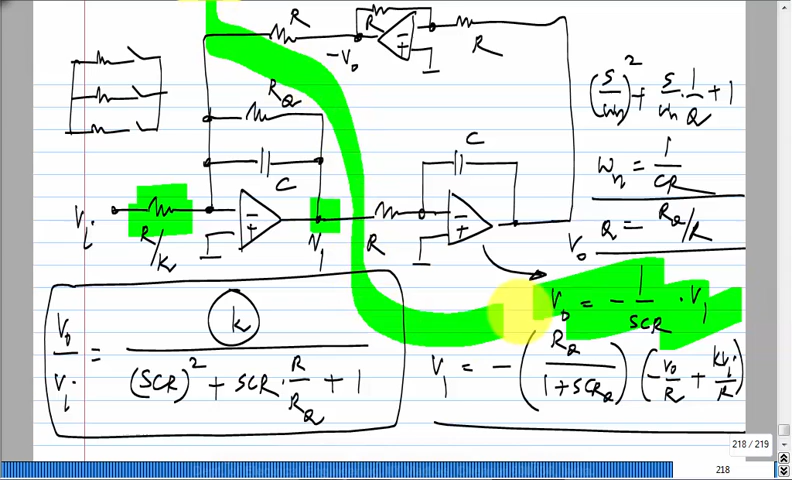 R
R
R
-V₀
R_Q
C
C
Vᵢ
R/k
V₁
R
V₀
(s/ωₙ)² + s/ωₙ · 1/Q + 1
ωₙ = 1/CR
Q = R_Q/R
V₀ = - 1/SCR · V₁
V₀/Vᵢ = k / ((SCR)² + SCR · R/R_Q + 1)
V₁ = - (R_Q / 1+SCR_Q) (-V₀/R + kVᵢ/R)
218 / 219
218